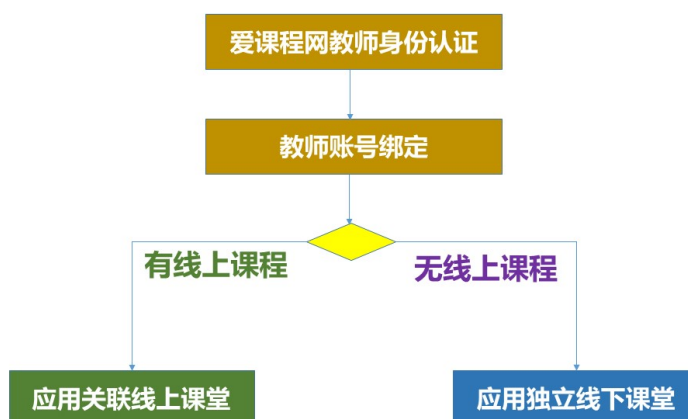 爱课程网教师身份认证
教师账号绑定
有线上课程
无线上课程
应用关联线上课堂
应用独立线下课堂